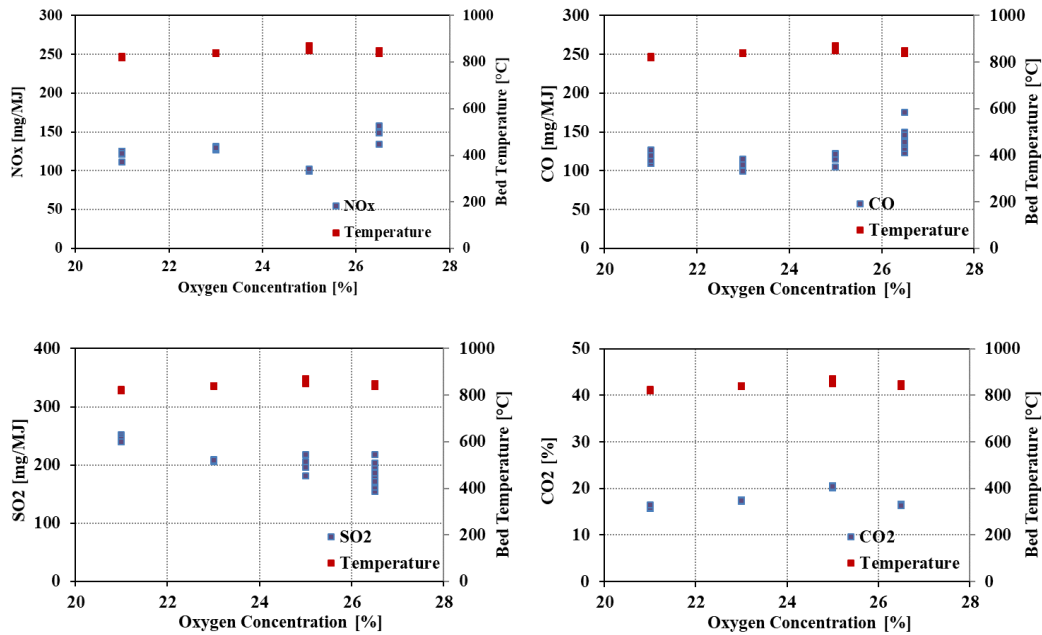 300
250
200
150
100
50
0
NOx [mg/MJ]
1000
800
600
400
200
0
Bed Temperature [°C]
NOx
Temperature
20 22 24 26 28
Oxygen Concentration [%]
300
250
200
150
100
50
0
CO [mg/MJ]
1000
800
600
400
200
0
Bed Temperature [°C]
CO
Temperature
20 22 24 26 28
Oxygen Concentration [%]
400
300
200
100
0
SO2 [mg/MJ]
1000
800
600
400
200
0
Bed Temperature [°C]
SO2
Temperature
20 22 24 26 28
Oxygen Concentration [%]
50
40
30
20
10
0
CO2 [%]
1000
800
600
400
200
0
Bed Temperature [°C]
CO2
Temperature
20 22 24 26 28
Oxygen Concentration [%]